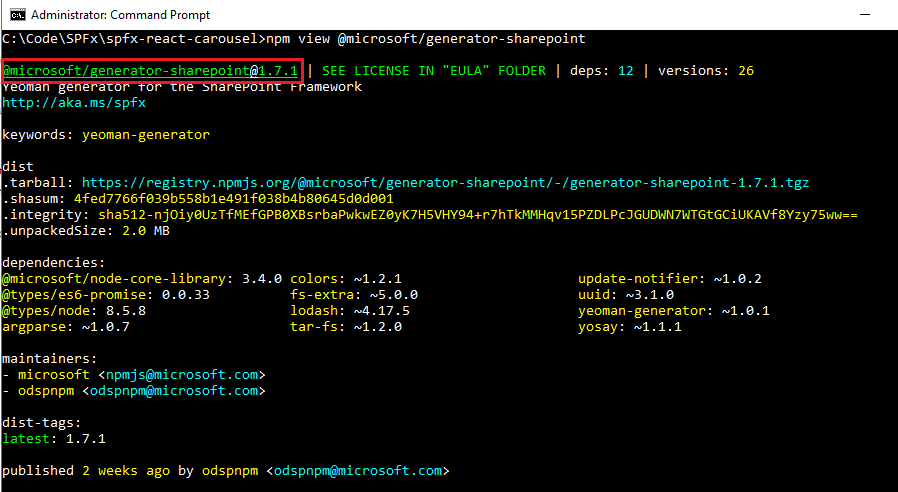 Administrator: Command Prompt
C:\Code\SPFx\spfx-react-carousel>npm view @microsoft/generator-sharepoint
@microsoft/generator-sharepoint@1.7.1 | SEE LICENSE IN "EULA" FOLDER | deps: 12 | versions: 26
Yeoman generator for the SharePoint Framework
http://aka.ms/spfx
keywords: yeoman-generator
dist
.tarball: https://registry.npmjs.org/@microsoft/generator-sharepoint/-/generator-sharepoint-1.7.1.tgz
.shasum: 4fed7766f039b558b1e491f038b4b80645d0d001
.integrity: sha512-njOiy0UzTfMEfGPB0XBsrbaPwkwEZ0yK7H5VHY94+r7hTkMMHqv15PZDLPcJGUDWN7WTGtGCiUKAVf8Yzy75ww==
.unpackedSize: 2.0 MB
dependencies:
@microsoft/node-core-library: 3.4.0 colors: ~1.2.1 update-notifier: ~1.0.2
@types/es6-promise: 0.0.33 fs-extra: ~5.0.0 uuid: ~3.1.0
@types/node: 8.5.8 lodash: ~4.17.5 yeoman-generator: ~1.0.1
argparse: ~1.0.7 tar-fs: ~1.2.0 yosay: ~1.1.1
maintainers:
- microsoft <npmjs@microsoft.com>
- odspnpm <odspnpm@microsoft.com>
dist-tags:
latest: 1.7.1
published 2 weeks ago by odspnpm <odspnpm@microsoft.com>